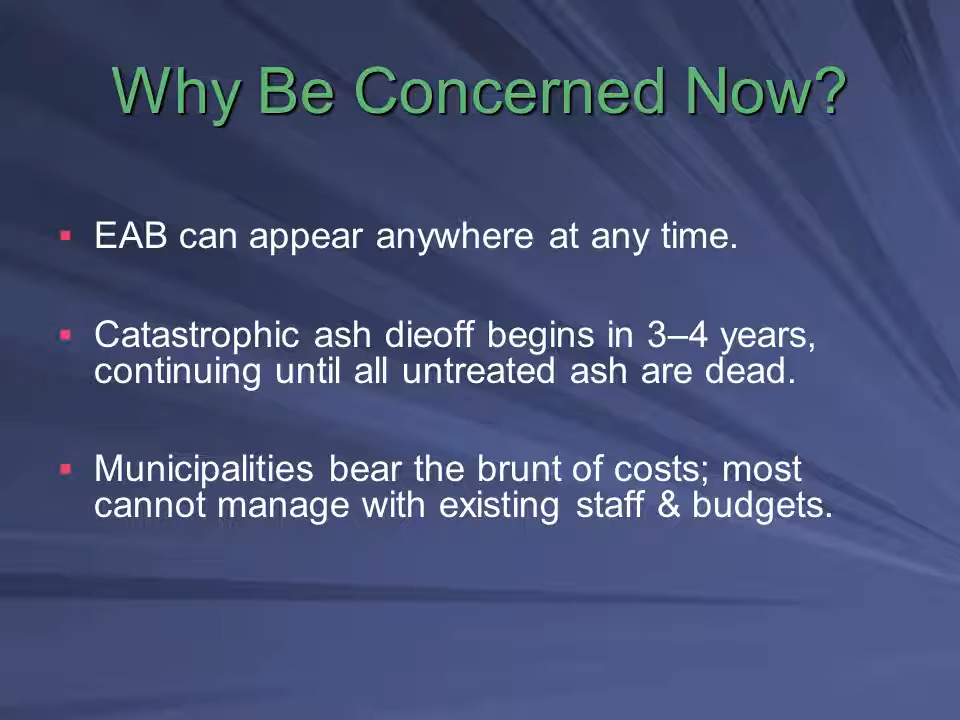 Why Be Concerned Now?
▪ EAB can appear anywhere at any time.
▪ Catastrophic ash dieoff begins in 3–4 years,
continuing until all untreated ash are dead.
▪ Municipalities bear the brunt of costs; most
cannot manage with existing staff & budgets.